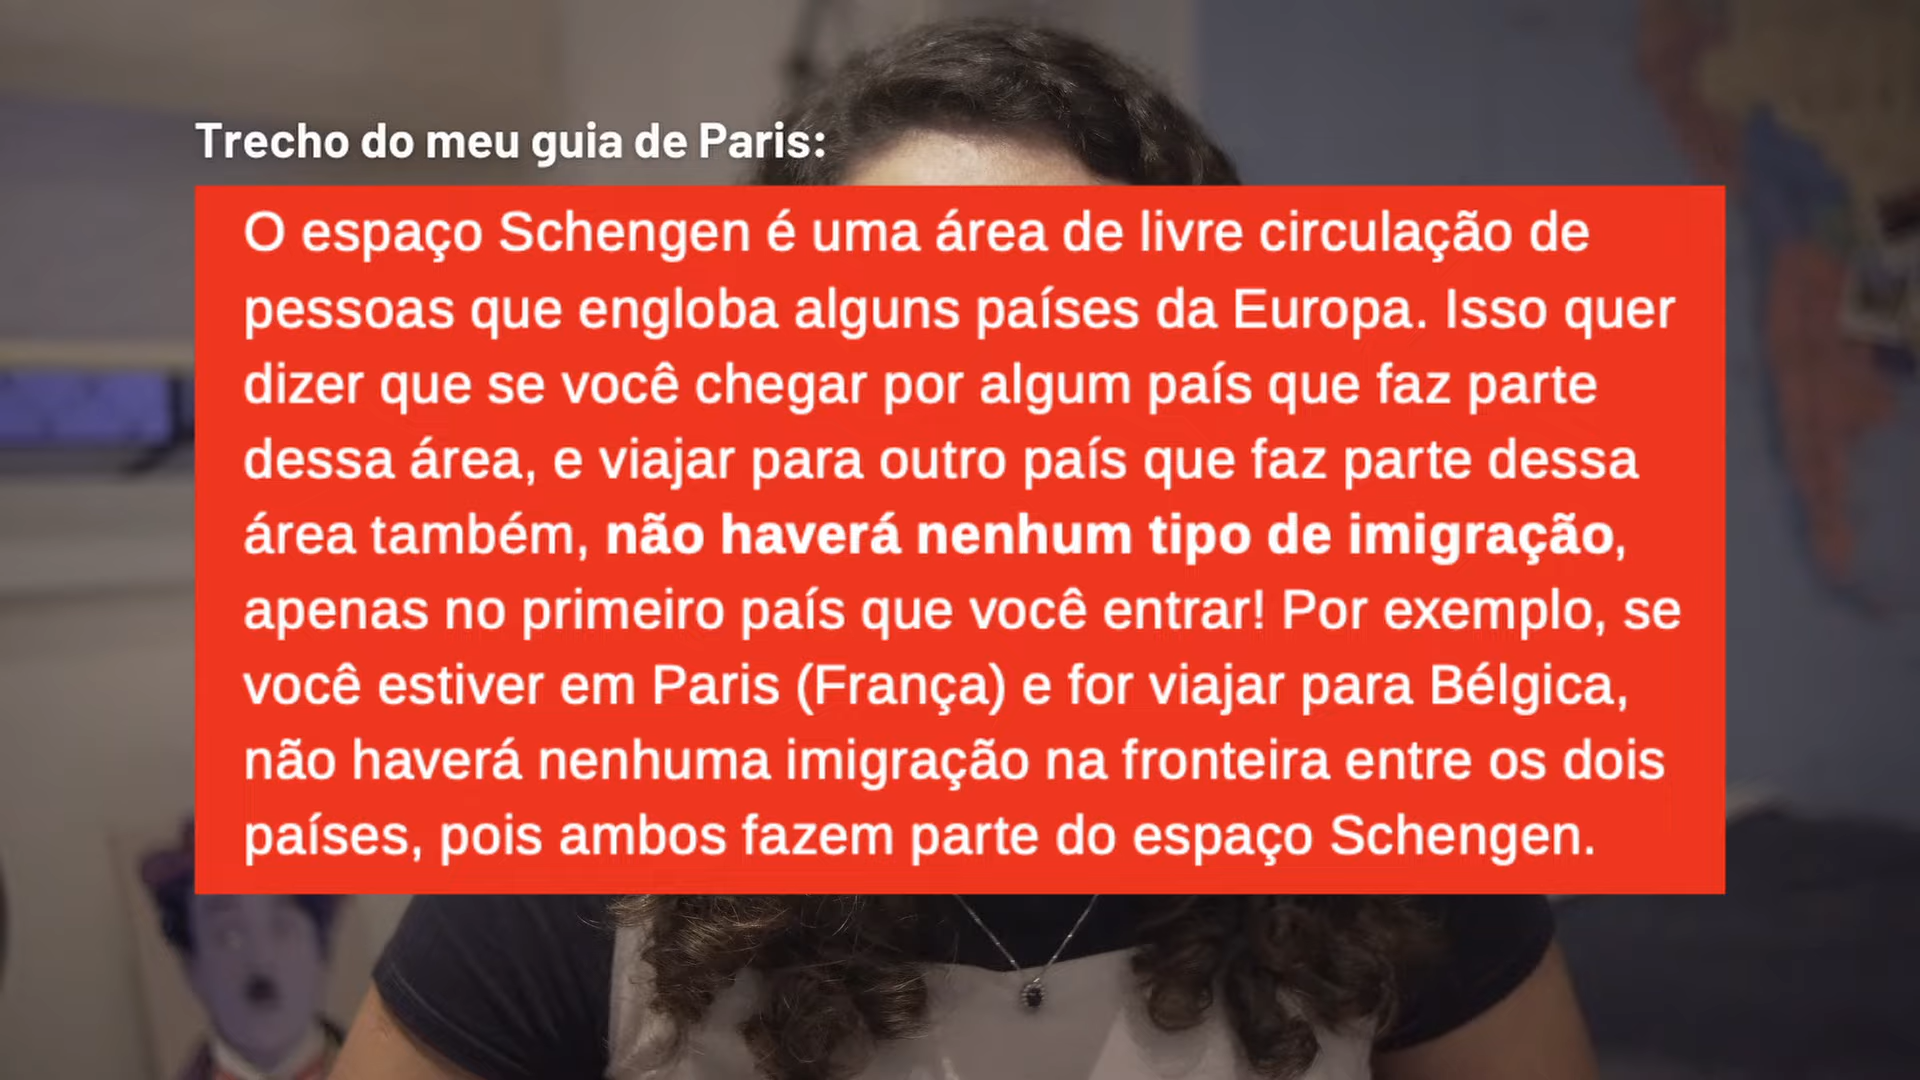 Trecho do meu guia de Paris:
O espaço Schengen é uma área de livre circulação de
pessoas que engloba alguns países da Europa. Isso quer
dizer que se você chegar por algum país que faz parte
dessa área, e viajar para outro país que faz parte dessa
área também, não haverá nenhum tipo de imigração,
apenas no primeiro país que você entrar! Por exemplo, se
você estiver em Paris (França) e for viajar para Bélgica,
não haverá nenhuma imigração na fronteira entre os dois
países, pois ambos fazem parte do espaço Schengen.